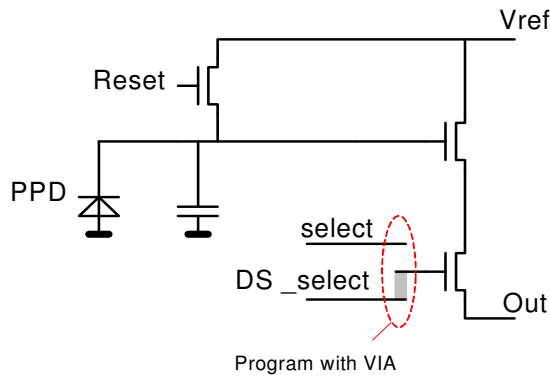 Vref
Reset
PPD
select
DS _select
Out
Program with VIA